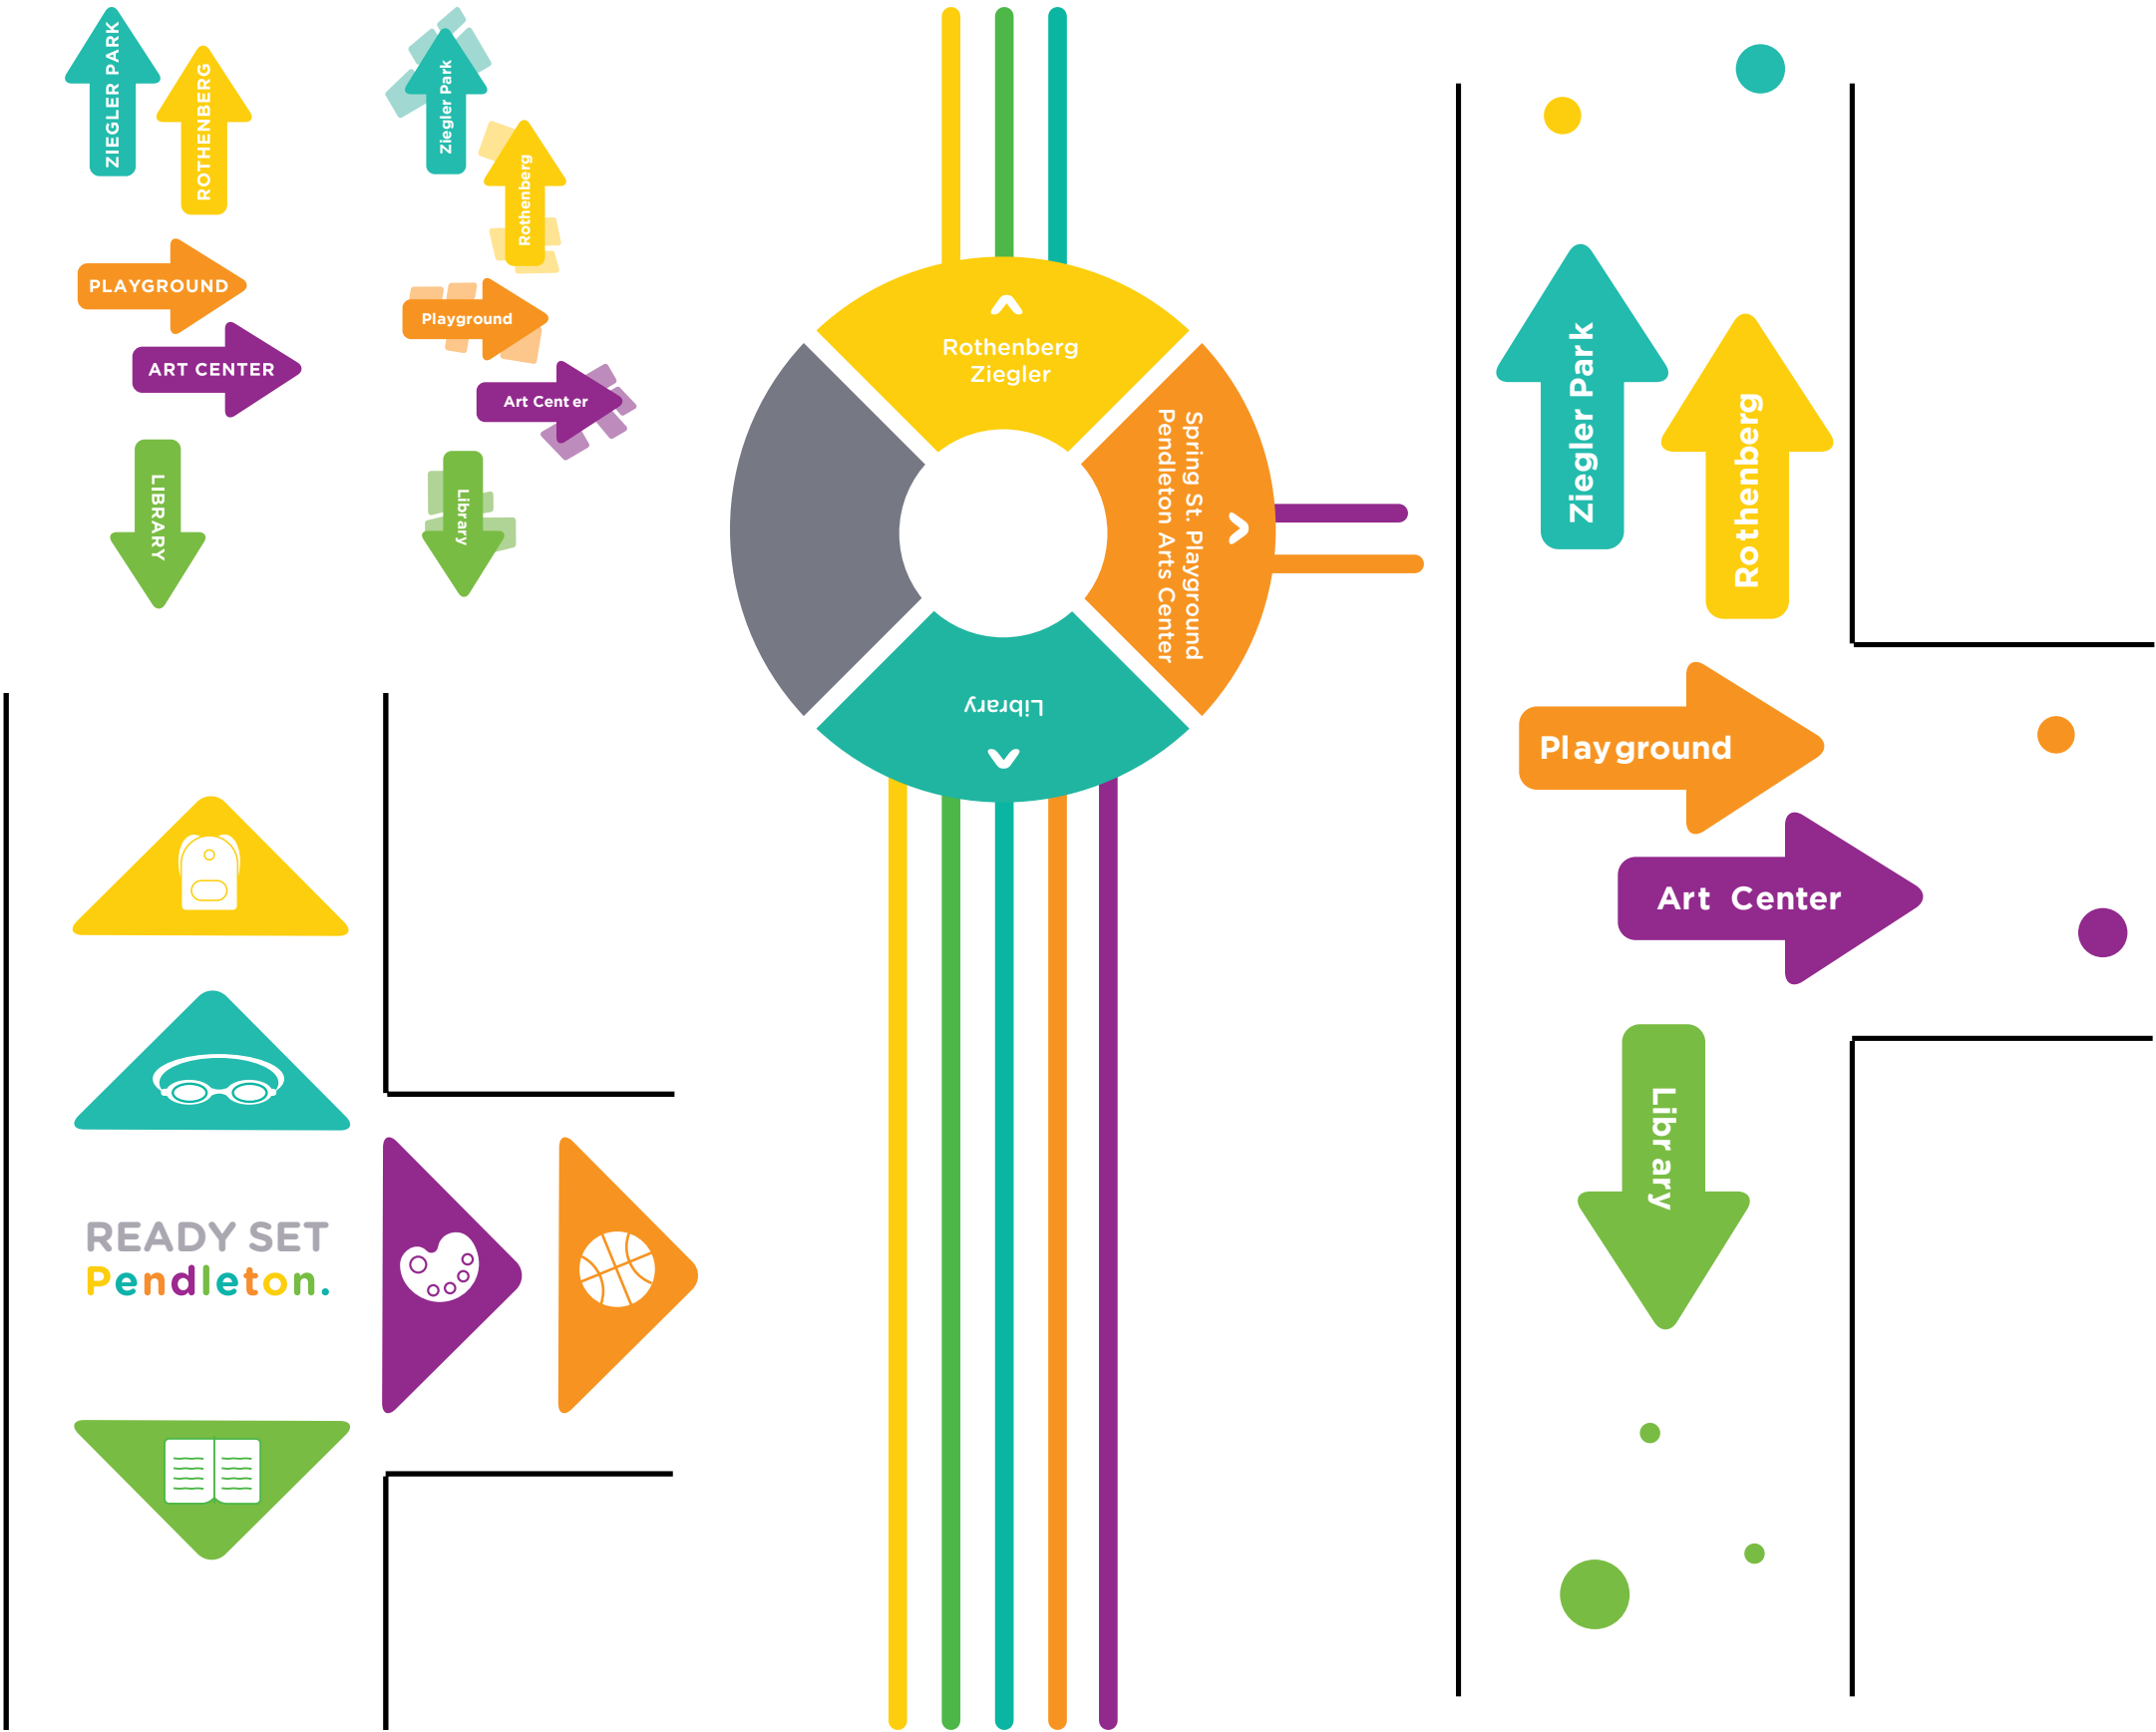 ZIEGLER PARK
ROTHENBERG
PLAYGROUND
ART CENTER
LIBRARY
Ziegler Park
Rothenberg
Playground
Art Center
Library
READY SET
Pendleton.
Rothenberg
Ziegler
Spring St. Playground
Pendleton Arts Center
Library
Ziegler Park
Rothenberg
Playground
Art Center
Library